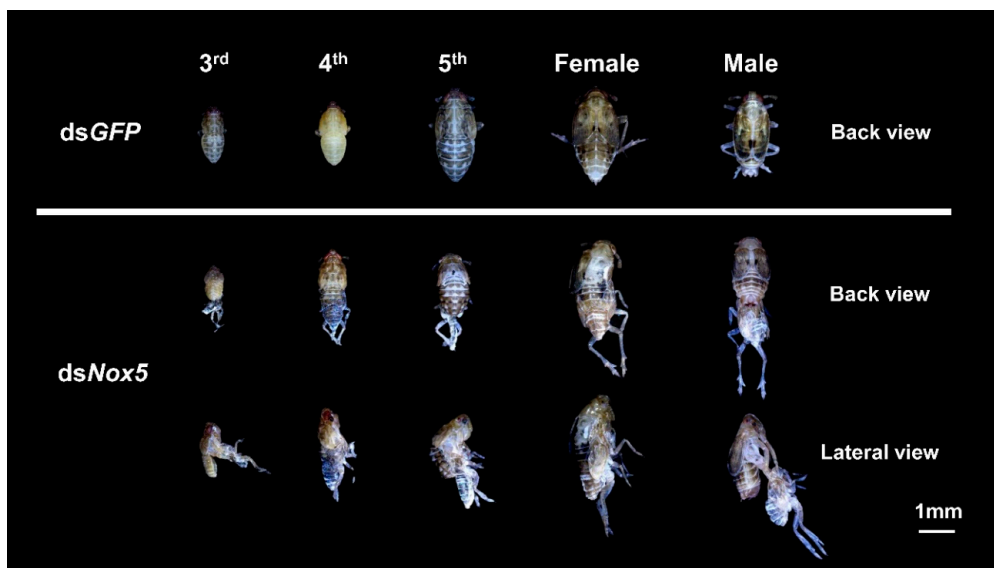 3rd 4th 5th Female Male
dsGFP Back view
Back view
dsNox5
Lateral view
1mm